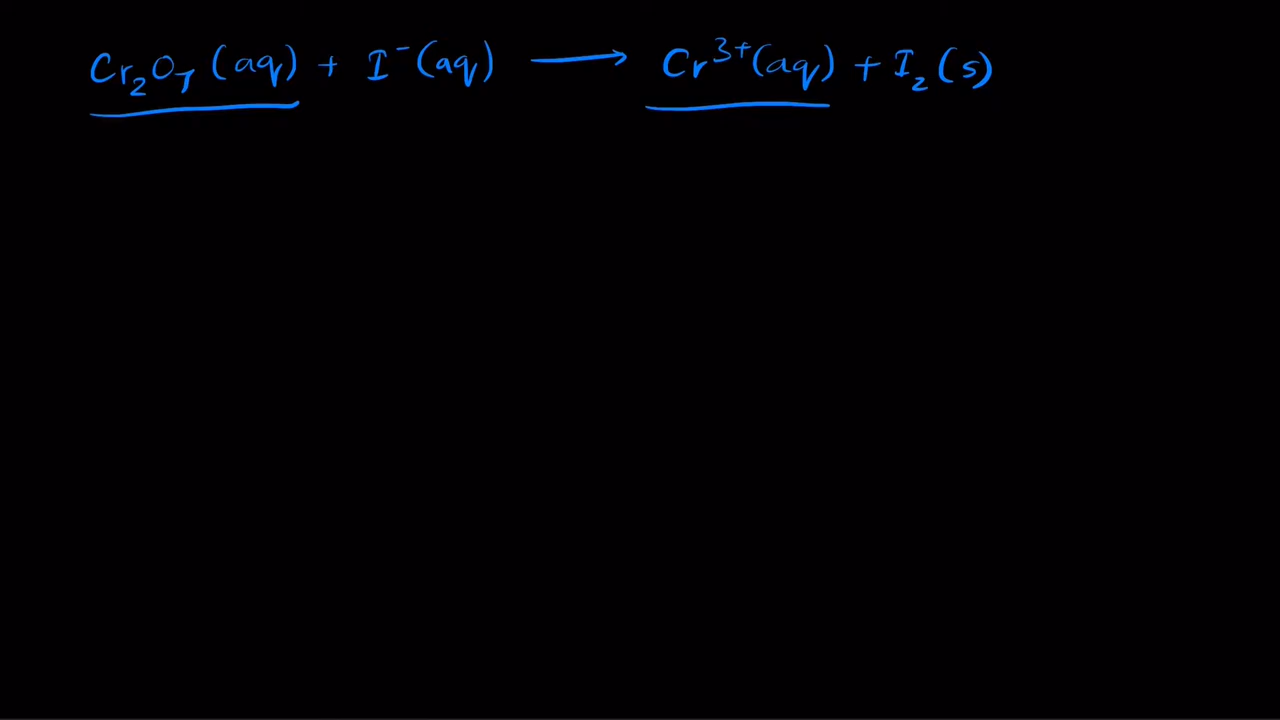 Cr₂O₇ (aq) + I⁻(aq) ⟶ Cr³⁺(aq) + I₂(s)